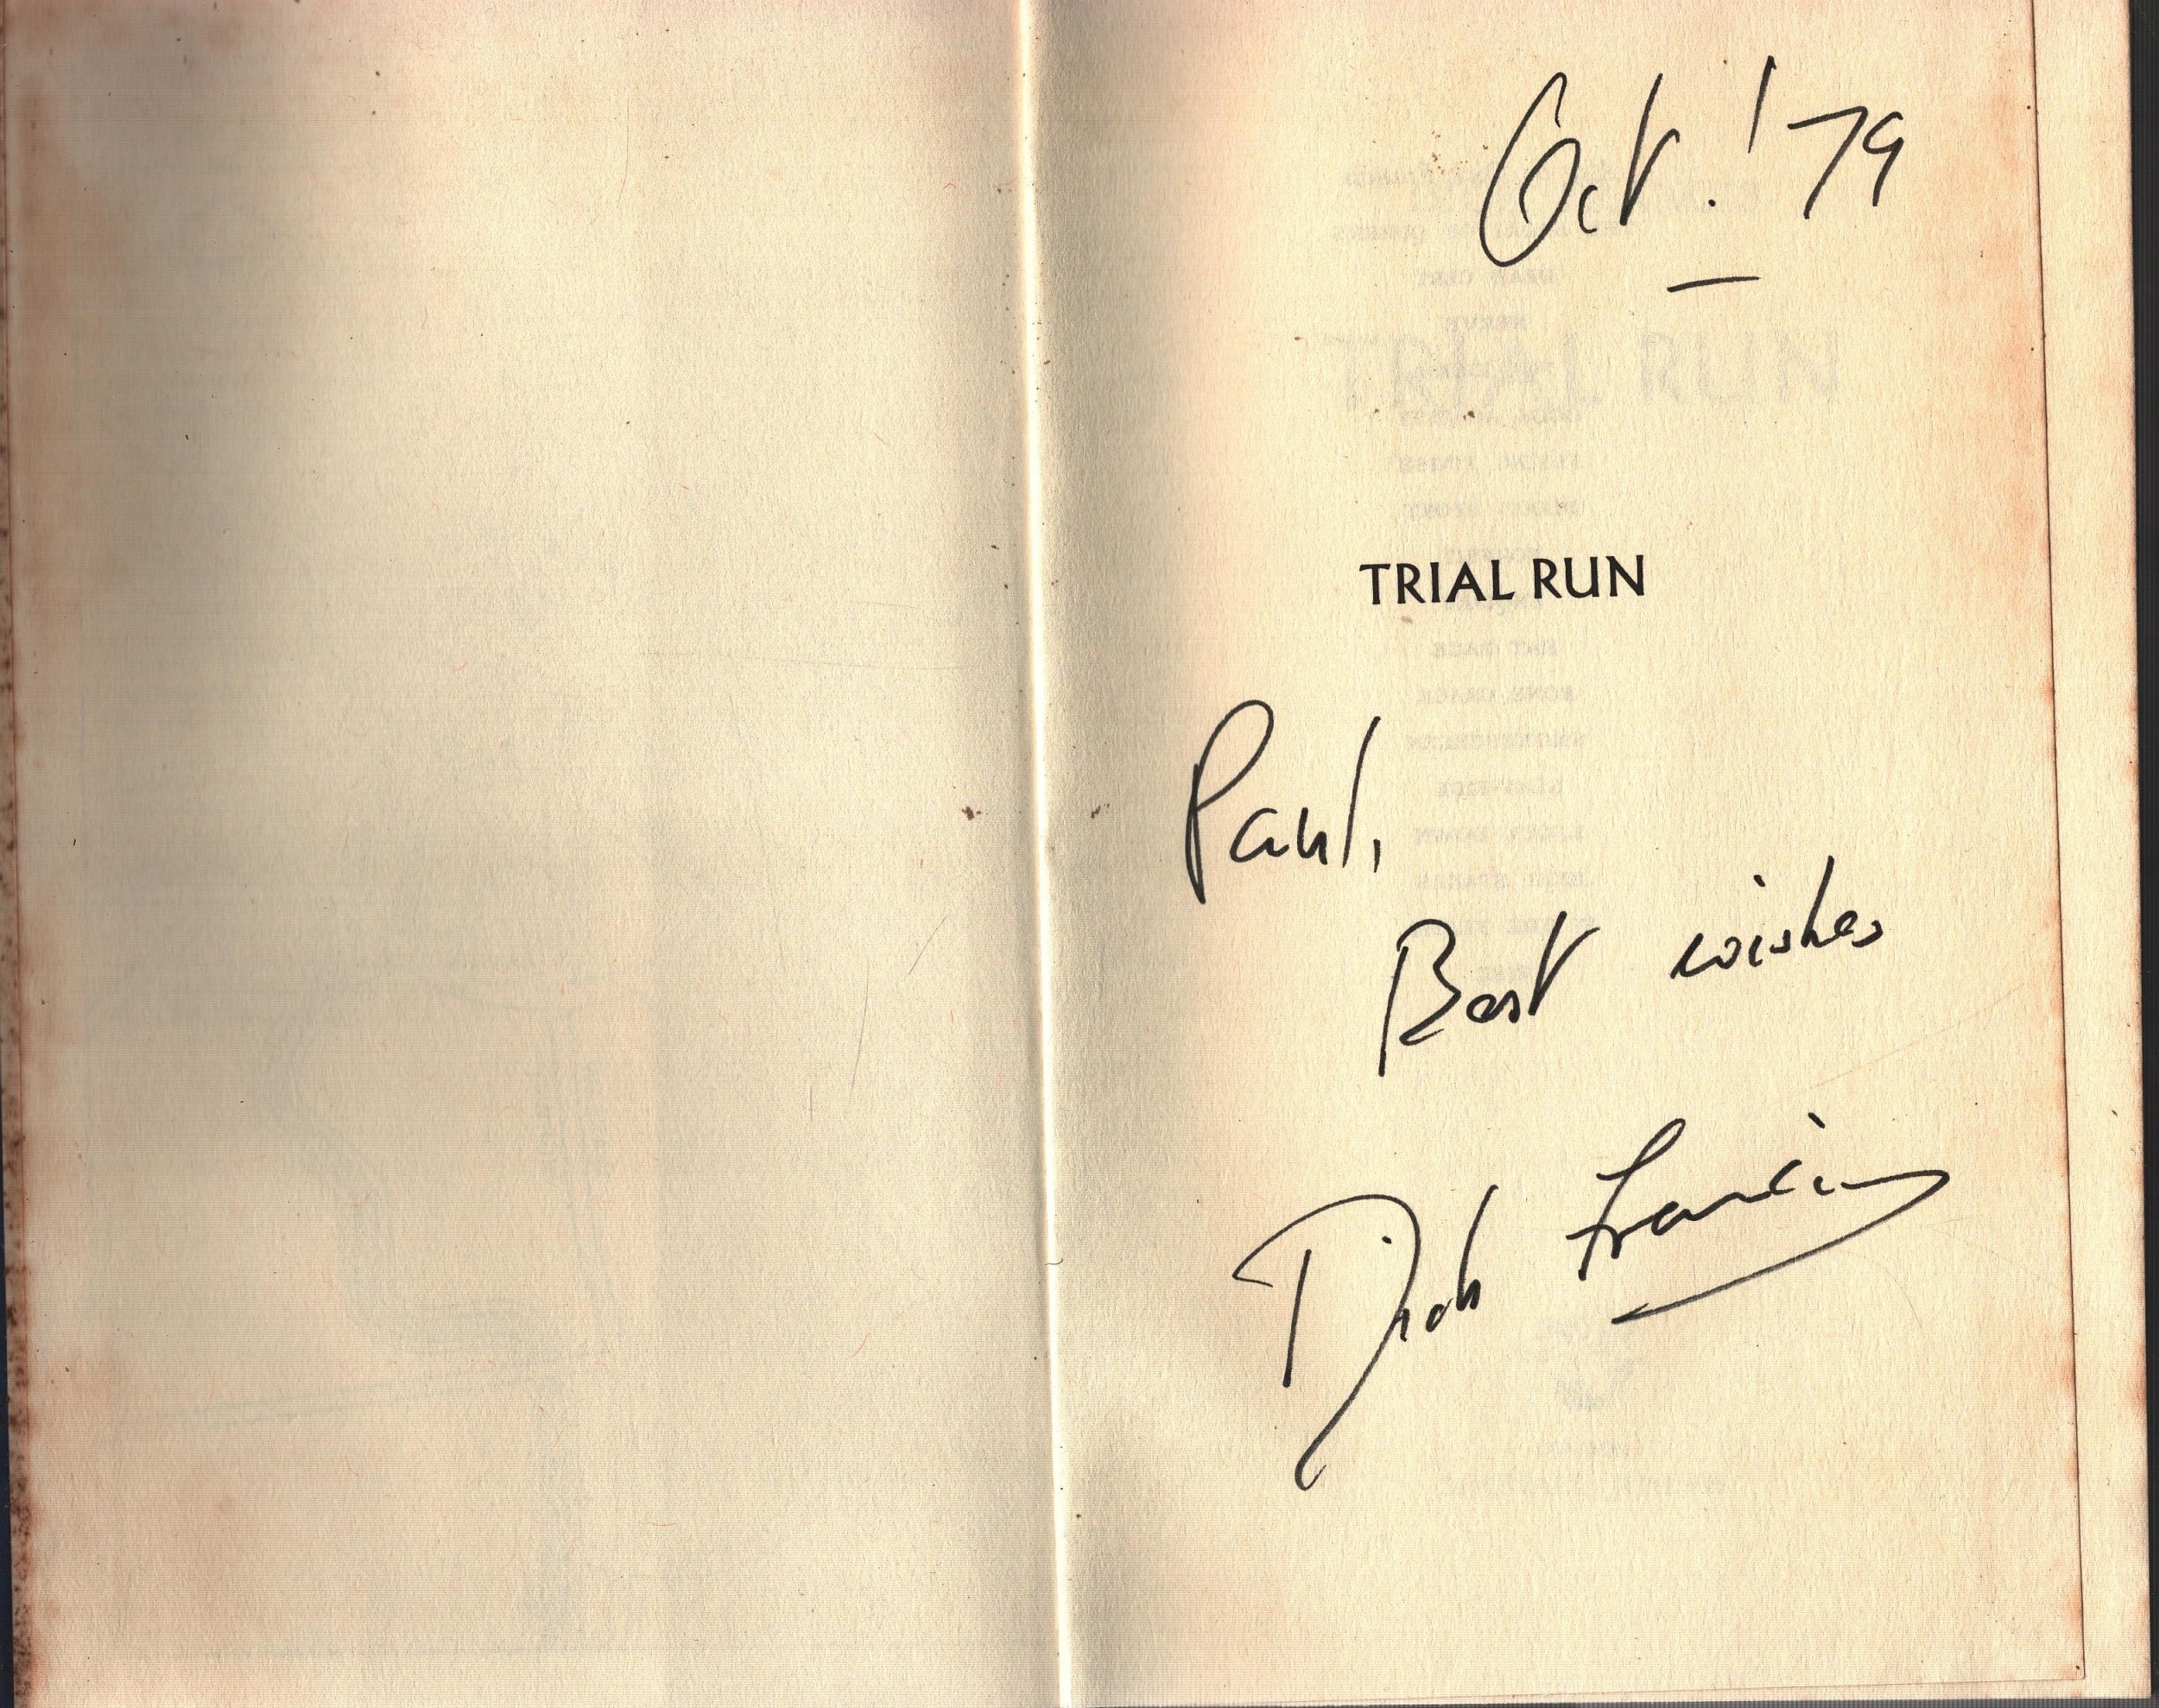 Oct. '79
TRIAL RUN
Paul,
Best wishes
Dick Francis